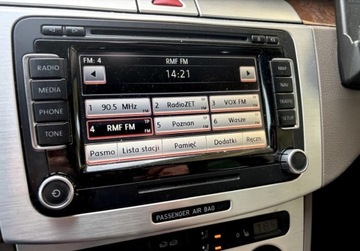 FM: 4 RMF FM
14:21
RADIO
MEDIA
PHONE
TONE
MAP
NAV
TRAFFIC
SETUP
1 90.5 MHz
2 RadioZET
3 VOX FM
4 RMF FM TP
5 Poznan
6 Wasze
Pasmo Lista stacji Pamięć Dodatki Ręczn.
PASSENGER AIR BAG